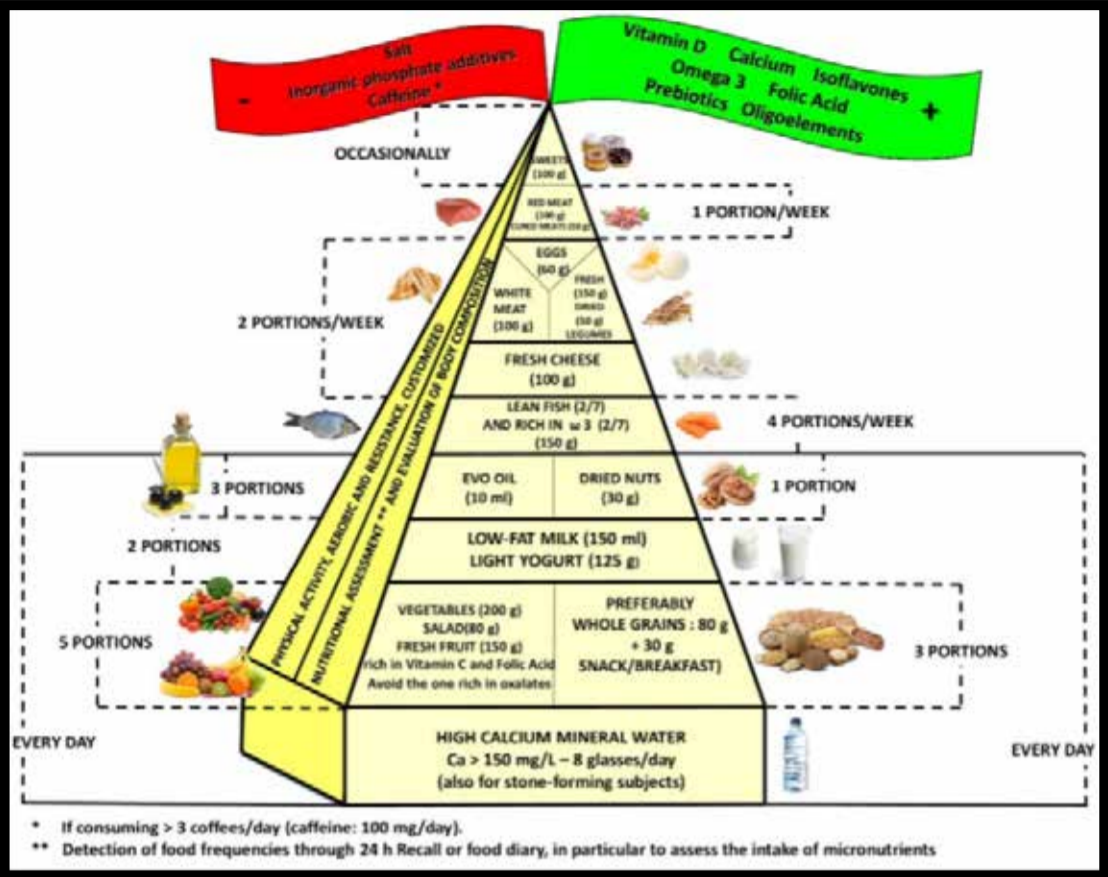 Salt
Inorganic phosphate additives
Caffeine *
-
Vitamin D Calcium Isoflavones
Omega 3 Folic Acid
Prebiotics Oligoelements
+
OCCASIONALLY
SWEETS
(100 g)
RED MEAT
(100 g)
CURED MEATS (50 g)
1 PORTION/WEEK
EGGS
(60 g)
WHITE
MEAT
(100 g)
FRESH
(150 g)
DRIED
(50 g)
LEGUMES
2 PORTIONS/WEEK
FRESH CHEESE
(100 g)
LEAN FISH (2/7)
AND RICH IN ω 3 (2/7)
(150 g)
4 PORTIONS/WEEK
PHYSICAL ACTIVITY, AEROBIC AND RESISTANCE, CUSTOMIZED
NUTRITIONAL ASSESSMENT ** AND EVALUATION OF BODY COMPOSITION
3 PORTIONS
EVO OIL
(10 ml)
DRIED NUTS
(30 g)
1 PORTION
2 PORTIONS
LOW-FAT MILK (150 ml)
LIGHT YOGURT (125 g)
5 PORTIONS
VEGETABLES (200 g)
SALAD(80 g)
FRESH FRUIT (150 g)
rich in Vitamin C and Folic Acid
Avoid the one rich in oxalates
PREFERABLY
WHOLE GRAINS : 80 g
+ 30 g
SNACK/BREAKFAST)
3 PORTIONS
EVERY DAY
HIGH CALCIUM MINERAL WATER
Ca > 150 mg/L – 8 glasses/day
(also for stone-forming subjects)
EVERY DAY
* If consuming > 3 coffees/day (caffeine: 100 mg/day).
** Detection of food frequencies through 24 h Recall or food diary, in particular to assess the intake of micronutrients